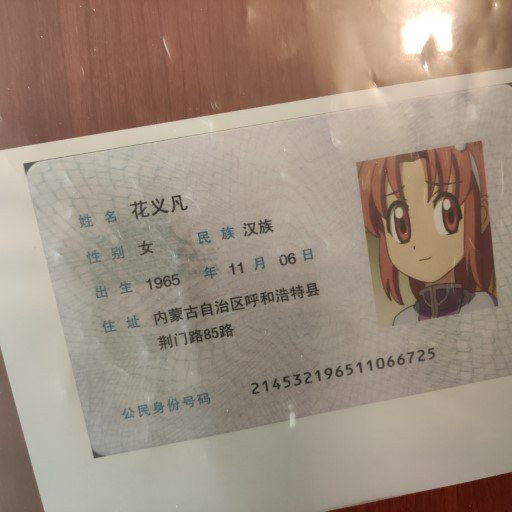 姓名 花义凡
性别 女 民族 汉族
出生 1965 年 11 月 06 日
住址 内蒙古自治区呼和浩特县
荆门路85路
公民身份号码 214532196511066725